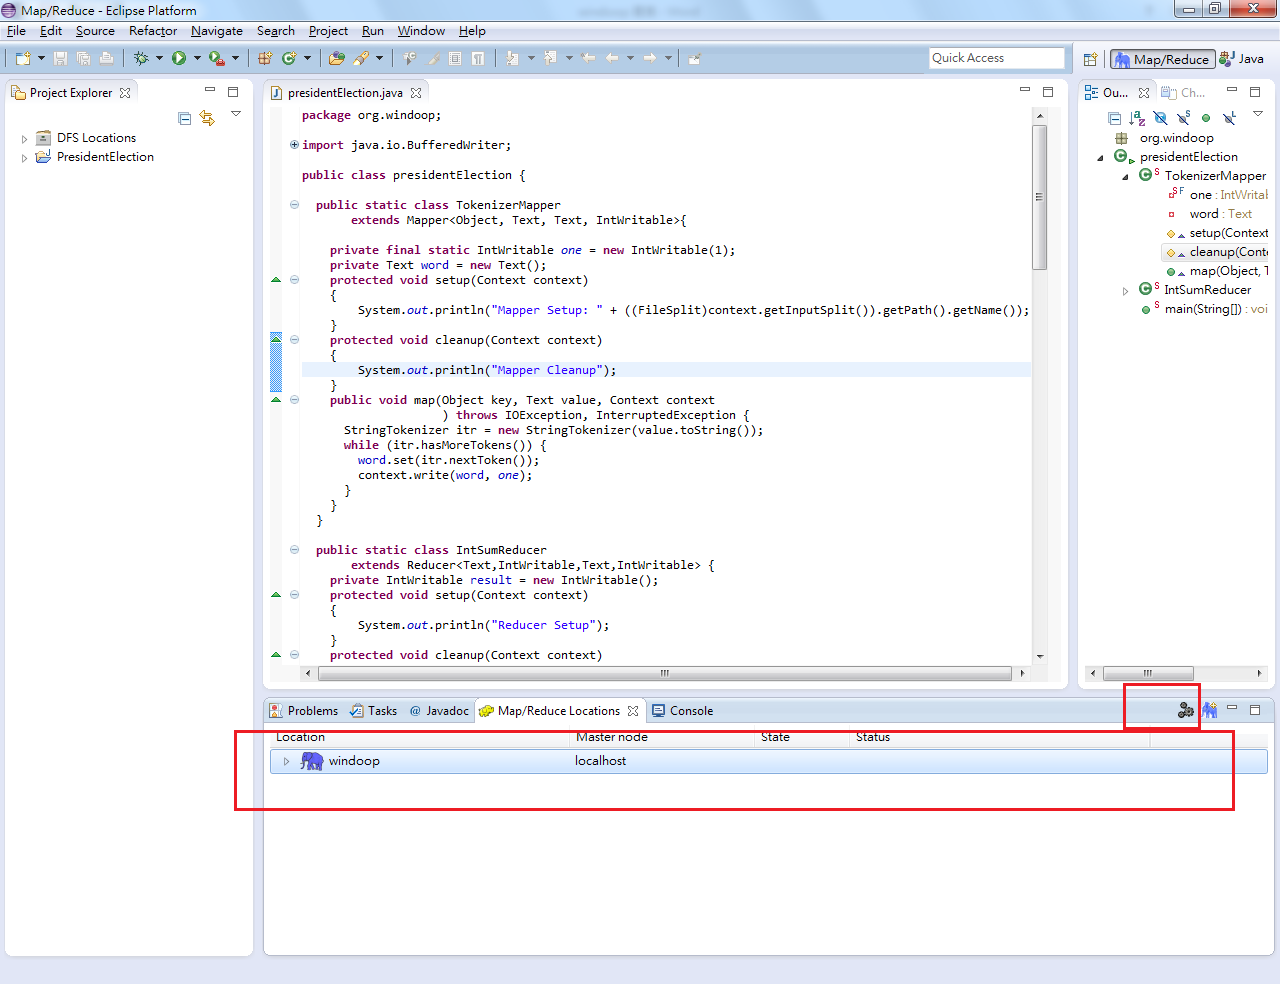 Map/Reduce - Eclipse Platform
File Edit Source Refactor Navigate Search Project Run Window Help
Quick Access
Map/Reduce
Java
Project Explorer
DFS Locations
PresidentElection
presidentElection.java
package org.windoop;
import java.io.BufferedWriter;
public class presidentElection {
public static class TokenizerMapper
extends Mapper<Object, Text, Text, IntWritable>{
private final static IntWritable one = new IntWritable(1);
private Text word = new Text();
protected void setup(Context context)
{
System.out.println("Mapper Setup: " + ((FileSplit)context.getInputSplit()).getPath().getName());
}
protected void cleanup(Context context)
{
System.out.println("Mapper Cleanup");
}
public void map(Object key, Text value, Context context
) throws IOException, InterruptedException {
StringTokenizer itr = new StringTokenizer(value.toString());
while (itr.hasMoreTokens()) {
word.set(itr.nextToken());
context.write(word, one);
}
}
}
public static class IntSumReducer
extends Reducer<Text,IntWritable,Text,IntWritable> {
private IntWritable result = new IntWritable();
protected void setup(Context context)
{
System.out.println("Reducer Setup");
}
protected void cleanup(Context context)
Ou...
Ch...
org.windoop
presidentElection
TokenizerMapper
one : IntWritab
word : Text
setup(Context
cleanup(Conte
map(Object, T
IntSumReducer
main(String[]) : voi
Problems
Tasks
@ Javadoc
Map/Reduce Locations
Console
Location Master node State Status
windoop localhost